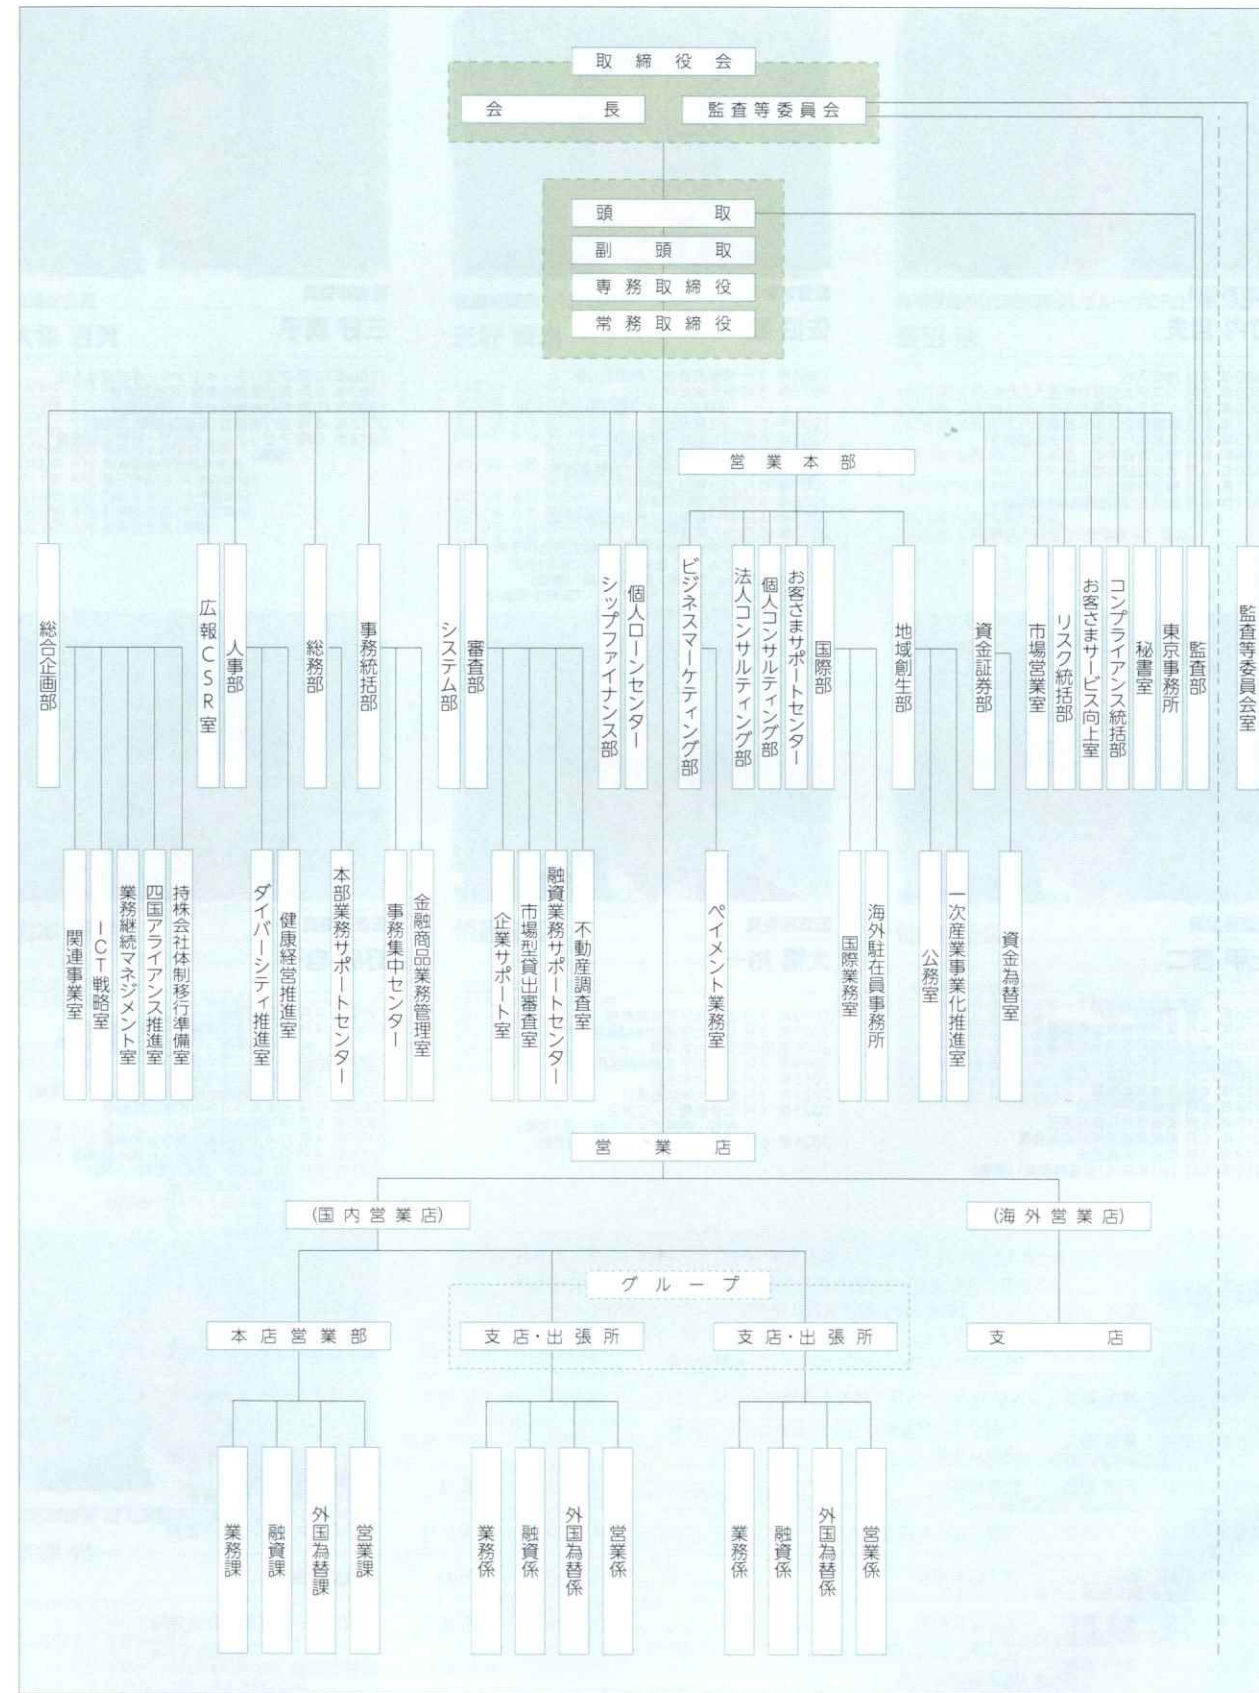 取締役会
会長
監査等委員会
頭取
副頭取
専務取締役
常務取締役
営業本部
総合企画部
広報CSR室
人事部
総務部
事務統括部
システム部
審査部
シップファイナンス部
個人ローンセンター
ビジネスマーケティング部
法人コンサルティング部
個人コンサルティング部
お客さまサポートセンター
国際部
地域創生部
資金証券部
市場営業室
リスク統括部
お客さまサービス向上室
コンプライアンス統括部
秘書室
東京事務所
監査部
監査等委員会室
関連事業室
ICT戦略室
業務継続マネジメント室
四国アライアンス推進室
持株会社体制移行準備室
ダイバーシティ推進室
健康経営推進室
本部業務サポートセンター
事務集中センター
金融商品業務管理室
企業サポート室
市場型貸出審査室
融資業務サポートセンター
不動産調査室
ペイメント業務室
国際業務室
海外駐在員事務所
公務室
一次産業事業化推進室
資金為替室
営業店
(国内営業店)
(海外営業店)
グループ
本店営業部
支店・出張所
支店・出張所
支店
業務課
融資課
外国為替課
営業課
業務係
融資係
外国為替係
営業係
業務係
融資係
外国為替係
営業係